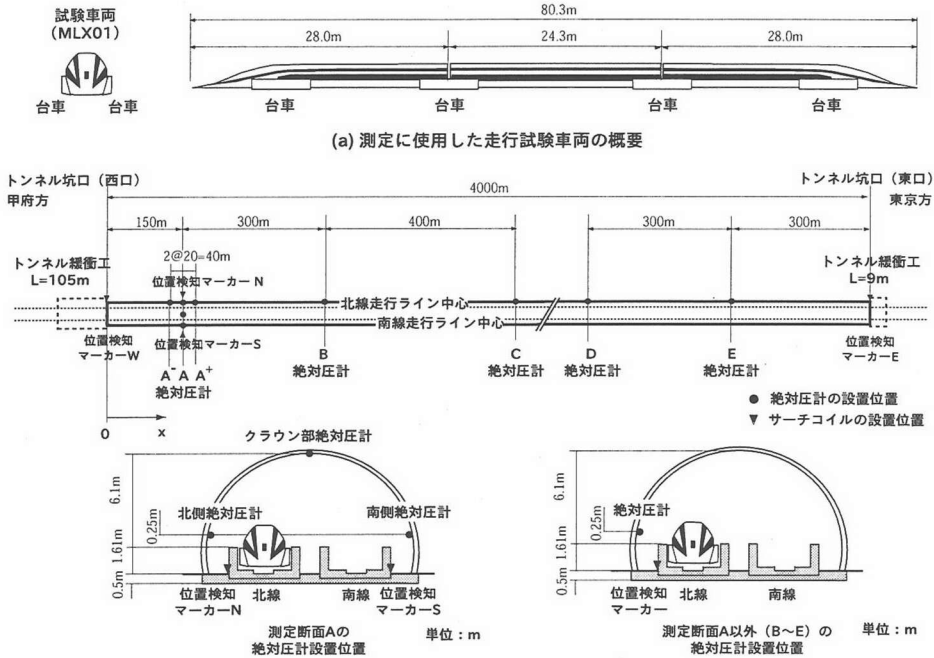 試験車両
(MLX01)
台車 台車
80.3m
28.0m 24.3m 28.0m
台車 台車 台車 台車
(a) 測定に使用した走行試験車両の概要
トンネル坑口（西口）
甲府方
トンネル坑口（東口）
東京方
4000m
150m 300m 400m 300m 300m
2@20=40m
トンネル緩衝工
L=105m
位置検知マーカーN
トンネル緩衝工
L=9m
北線走行ライン中心
南線走行ライン中心
位置検知
マーカーW
位置検知マーカーS
位置検知
マーカーE
A⁻ A A⁺
絶対圧計
B
絶対圧計
C
絶対圧計
D
絶対圧計
E
絶対圧計
● 絶対圧計の設置位置
▼ サーチコイルの設置位置
0 x
クラウン部絶対圧計
6.1m
北側絶対圧計
南側絶対圧計
0.25m
1.61m
0.5m
位置検知
マーカーN
北線
南線
位置検知
マーカーS
測定断面Aの
絶対圧計設置位置
単位：m
6.1m
絶対圧計
0.25m
1.61m
0.5m
位置検知
マーカー
北線
南線
測定断面A以外（B～E）の
絶対圧計設置位置
単位：m